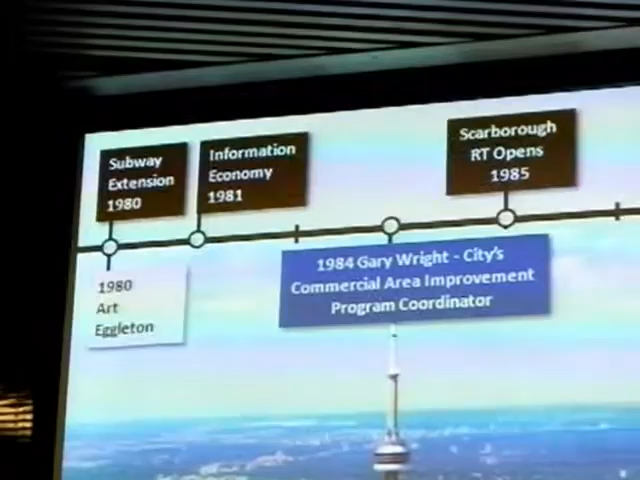 Subway
Extension
1980
Information
Economy
1981
Scarborough
RT Opens
1985
1980
Art
Eggleton
1984 Gary Wright - City's
Commercial Area Improvement
Program Coordinator